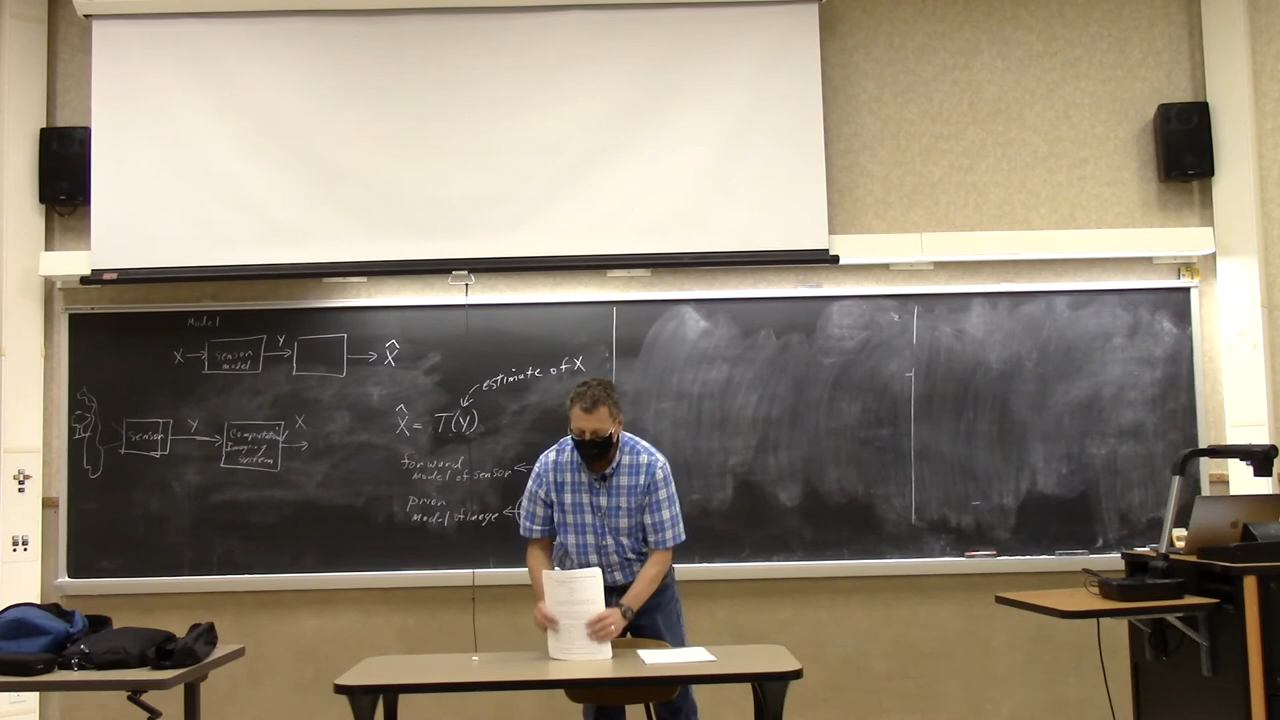 Model
X → sensor model Y → → X̂
sensor Y → Computational Imaging System X →
estimate of X
X̂ = T(Y)
forward
model of sensor ←
prior
model of image ←